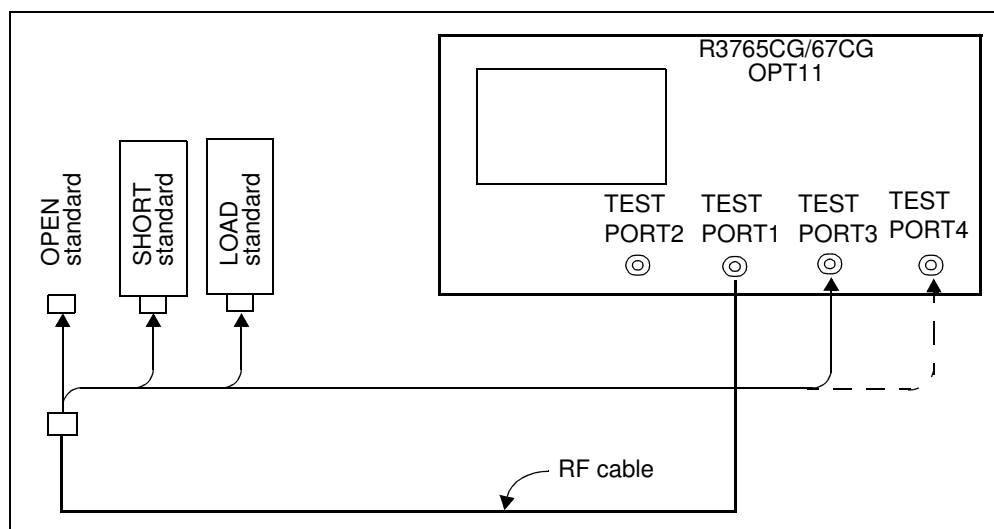 R3765CG/67CG
OPT11
OPEN
standard
SHORT
standard
LOAD
standard
TEST
PORT2
TEST
PORT1
TEST
PORT3
TEST
PORT4
RF cable